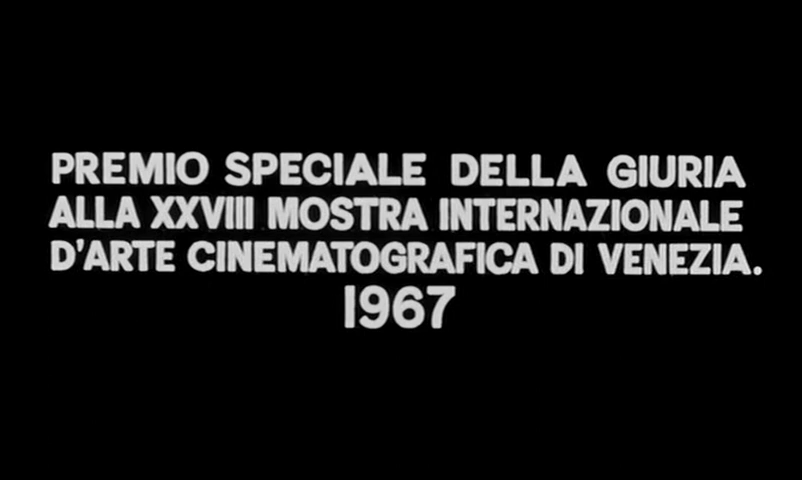 PREMIO SPECIALE DELLA GIURIA
ALLA XXVIII MOSTRA INTERNAZIONALE
D'ARTE CINEMATOGRAFICA DI VENEZIA.
1967